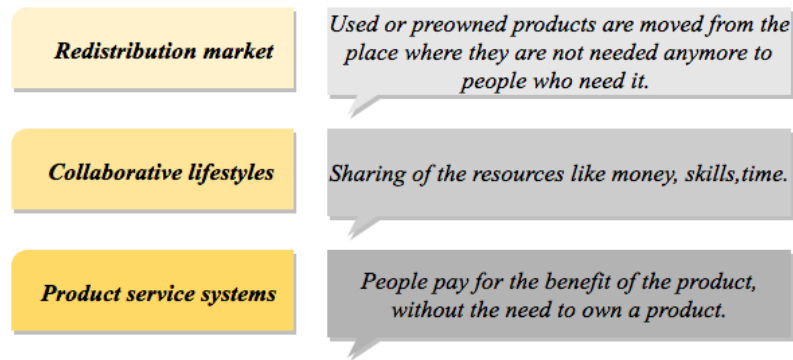 Redistribution market
Used or preowned products are moved from the
place where they are not needed anymore to
people who need it.
Collaborative lifestyles
Sharing of the resources like money, skills,time.
Product service systems
People pay for the benefit of the product,
without the need to own a product.